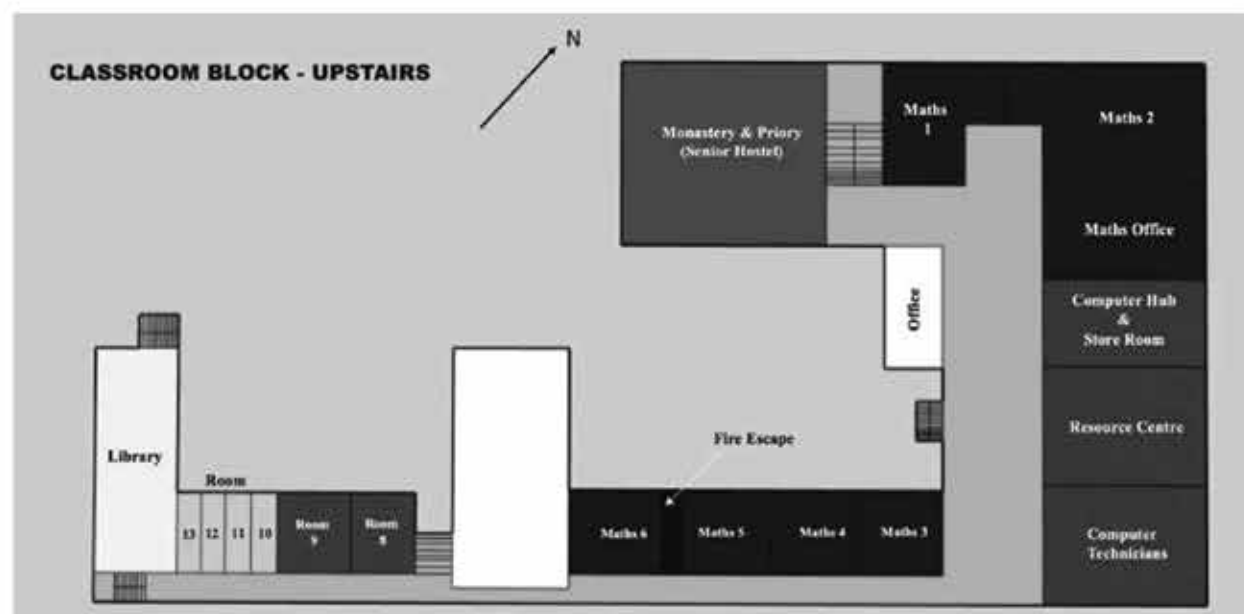 N
CLASSROOM BLOCK - UPSTAIRS
Monastery & Priory
(Senior Hostel)
Maths
1
Maths 2
Maths Office
Office
Computer Hub
&
Store Room
Resource Centre
Computer
Technicians
Fire Escape
Library
Room
13
12
11
10
Room
9
Room
8
Maths 6
Maths 5
Maths 4
Maths 3